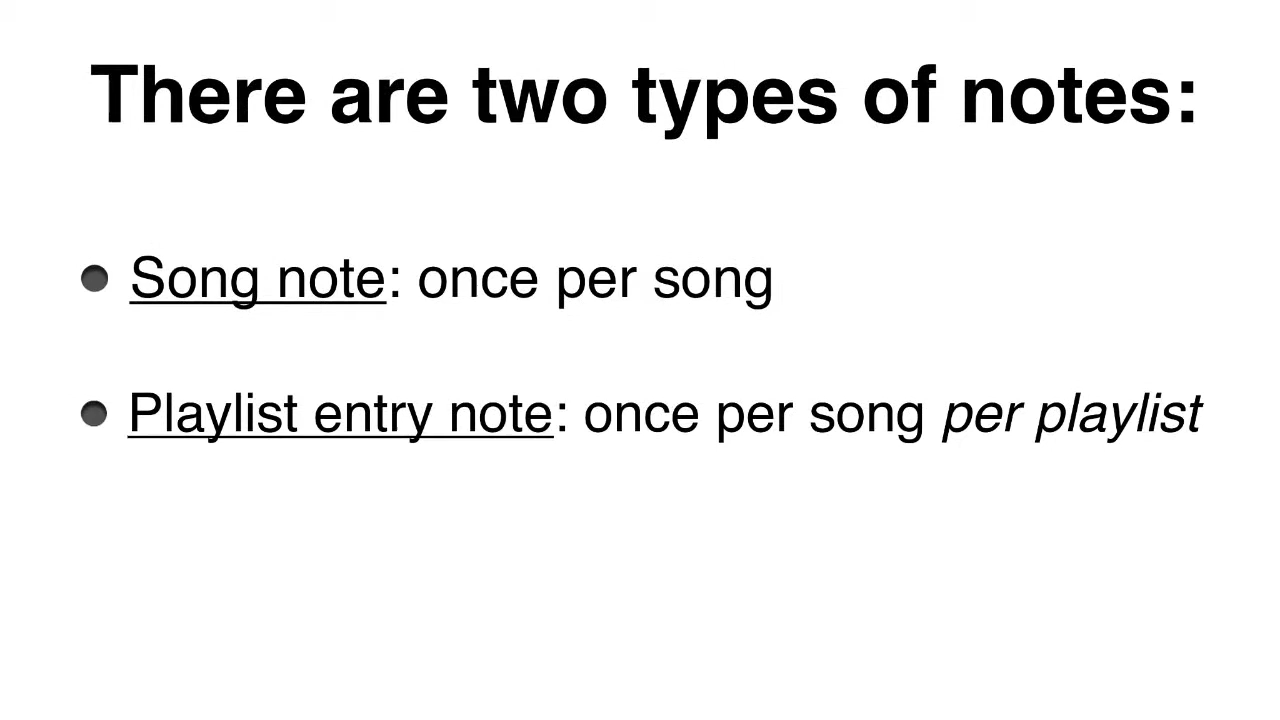 There are two types of notes:
Song note: once per song
Playlist entry note: once per song per playlist